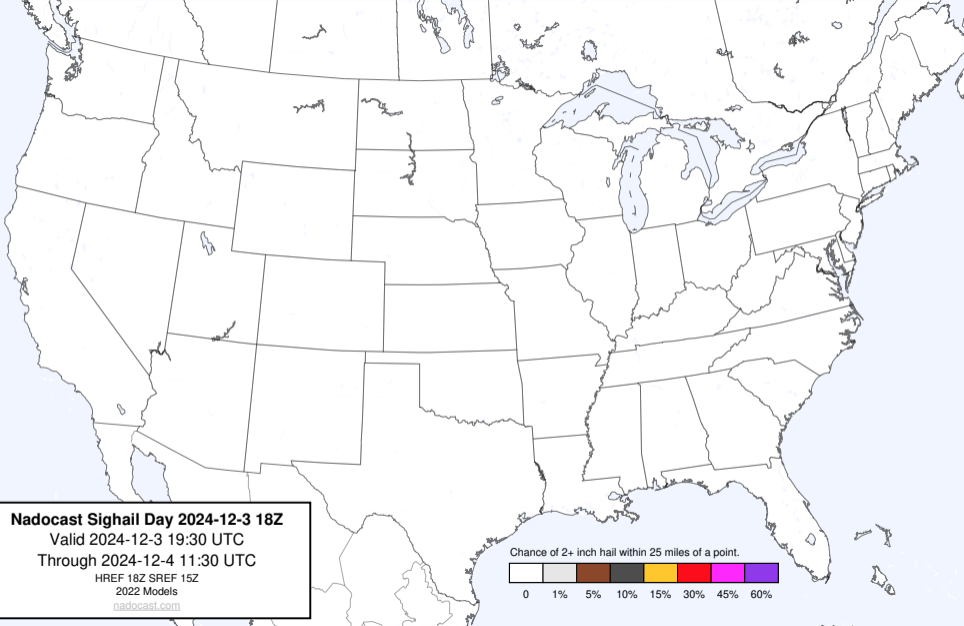 Nadocast Sighail Day 2024-12-3 18Z
Valid 2024-12-3 19:30 UTC
Through 2024-12-4 11:30 UTC
HREF 18Z SREF 15Z
2022 Models
nadocast.com
Chance of 2+ inch hail within 25 miles of a point.
0 1% 5% 10% 15% 30% 45% 60%